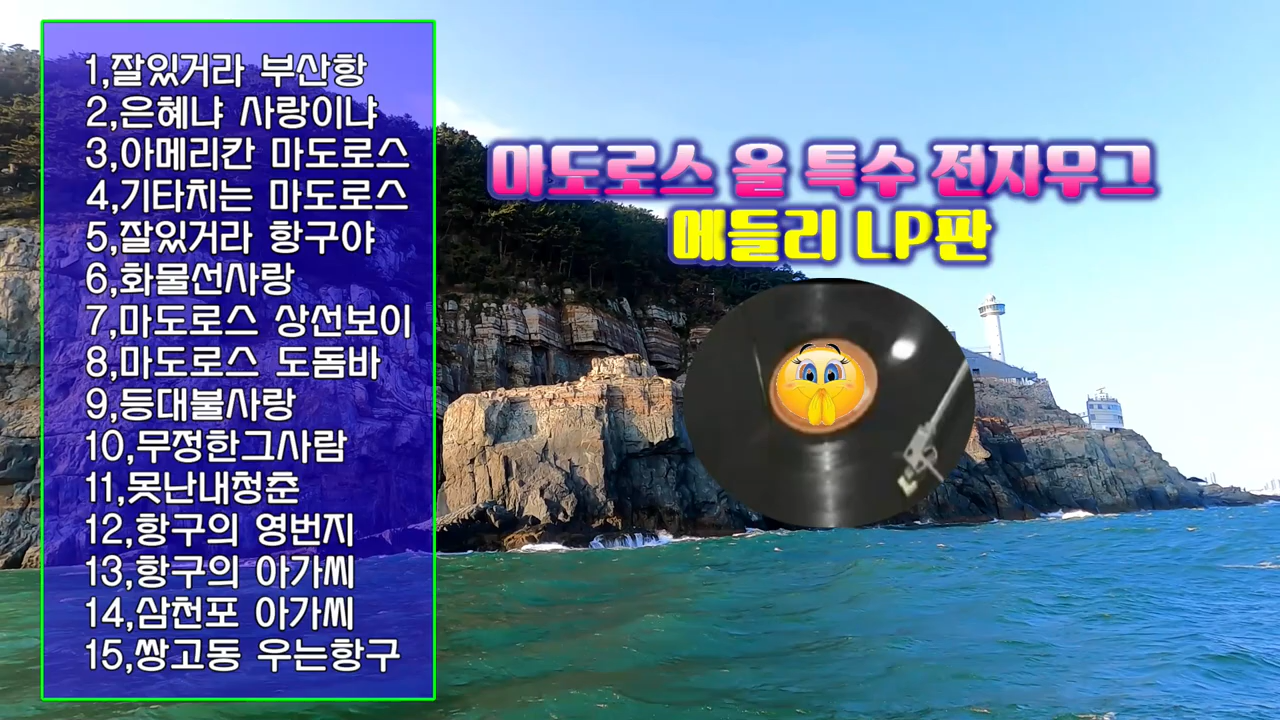 1,잘있거라 부산항
2,은혜냐 사랑이냐
3,아메리칸 마도로스
4,기타치는 마도로스
5,잘있거라 항구야
6,화물선사랑
7,마도로스 상선보이
8,마도로스 도돔바
9,등대불사랑
10,무정한그사람
11,못난내청춘
12,항구의 영번지
13,항구의 아가씨
14,삼천포 아가씨
15,쌍고동 우는항구
마도로스 올 특수 전자무그
메들리 LP판